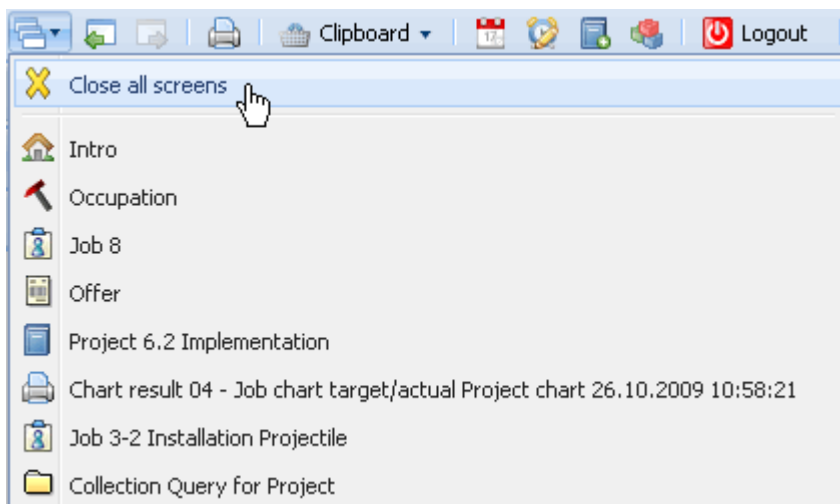 Clipboard 17 Logout
Close all screens
Intro
Occupation
Job 8
Offer
Project 6.2 Implementation
Chart result 04 - Job chart target/actual Project chart 26.10.2009 10:58:21
Job 3-2 Installation Projectile
Collection Query for Project